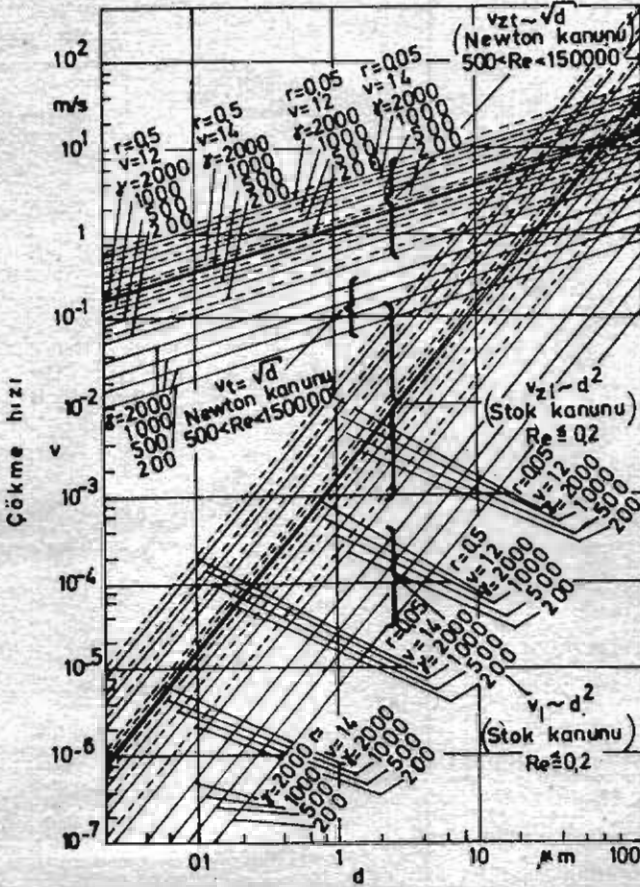 10²
m/s
10¹
1
10⁻¹
10⁻²
v
10⁻³
10⁻⁴
10⁻⁵
10⁻⁶
10⁻⁷
Çökme hızı
01
1
10
μm
100
d
v_zt~√d
(Newton kanunu)
500<Re<150000
r=0.5
v=12
ɣ=2000
1000
500
200
r=0.5
v=14
ɣ=2000
1000
500
200
r=0.05
v=12
ɣ=2000
1000
500
200
r=0.05
v=14
ɣ=2000
1000
500
200
v_t=√d
Newton kanunu
500<Re<150000
ɣ=2000
1000
500
200
v_zl~d²
(Stok kanunu)
Re≦0,2
r=0.05
v=12
ɣ=2000
1000
500
200
r=0.5
v=12
ɣ=2000
1000
500
200
r=0.05
v=14
ɣ=2000
1000
500
200
v_l~d²
(Stok kanunu)
Re≦0,2
v=14
ɣ=2000
1000
500
200
ɣ=2000
1000
500
200